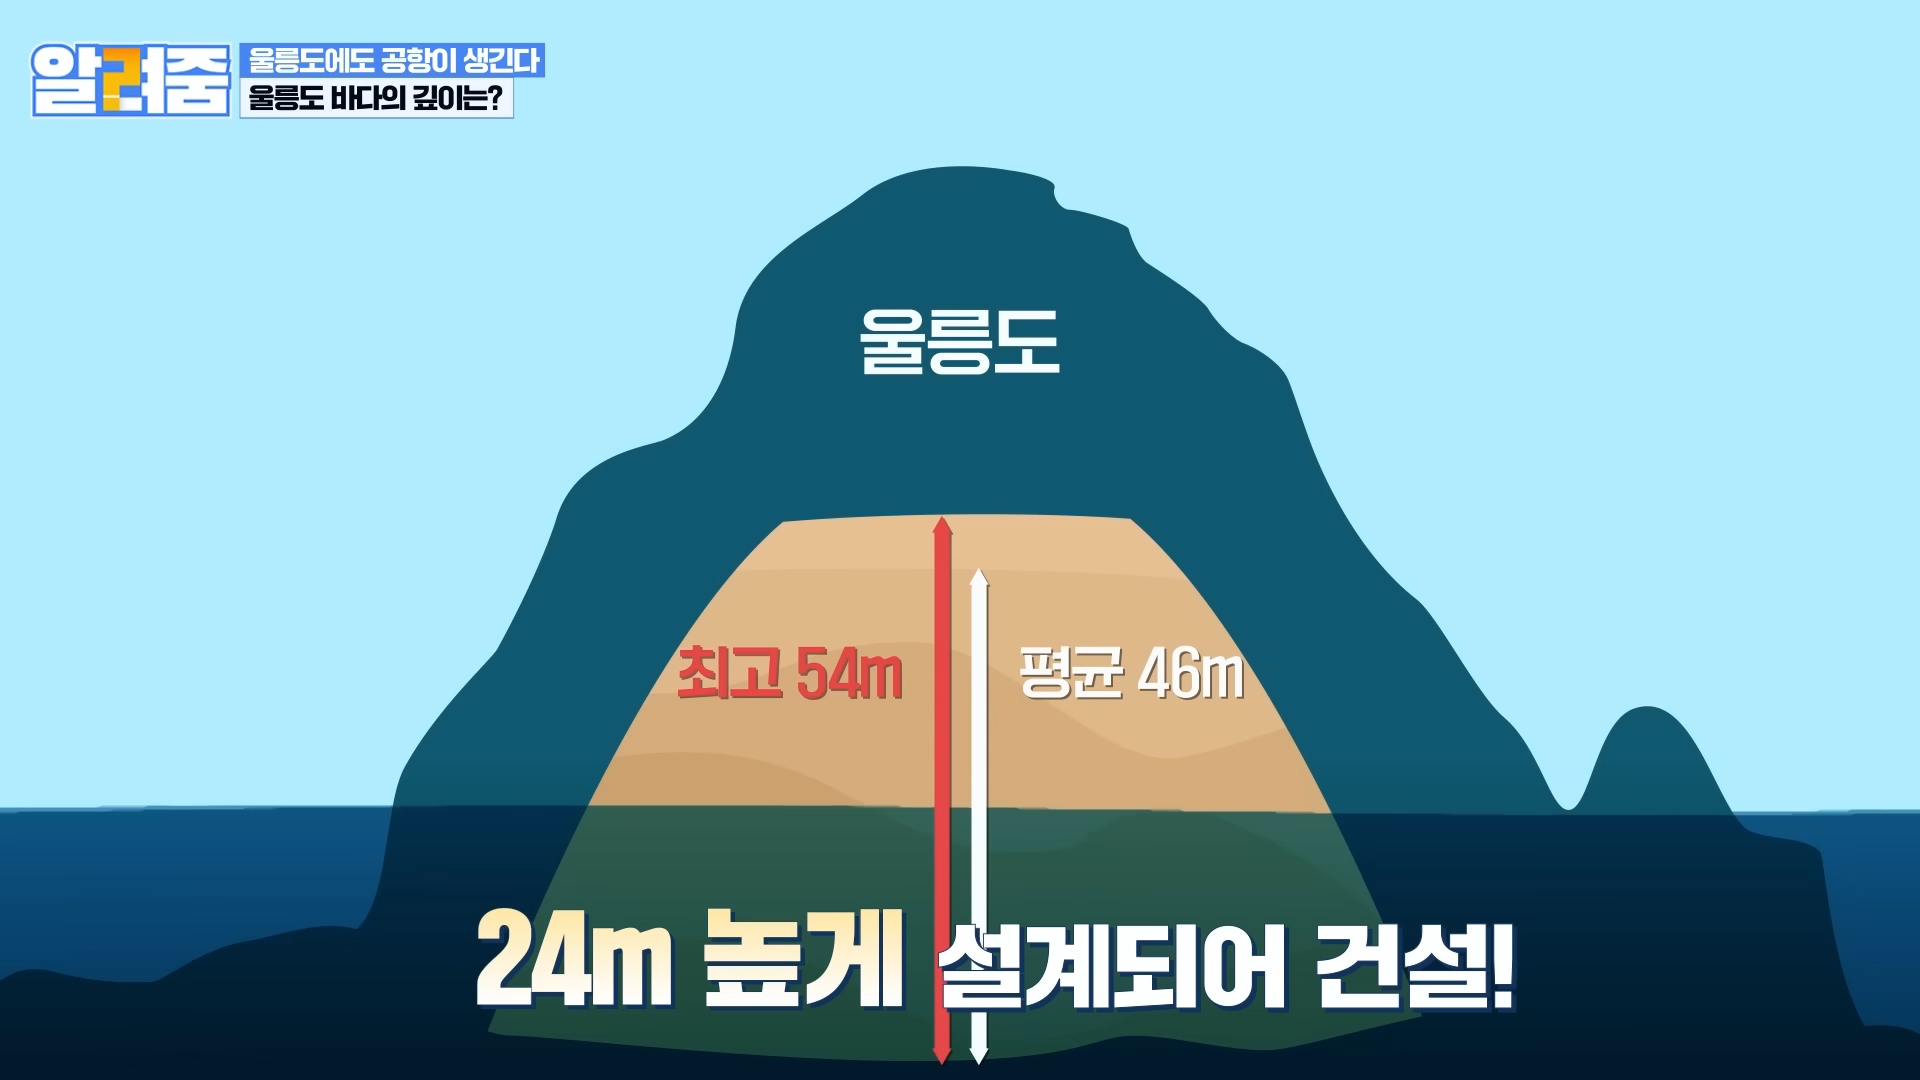 알려줌
울릉도에도 공항이 생긴다
울릉도 바다의 깊이는?
울릉도
최고 54m
평균 46m
24m 높게 설계되어 건설!